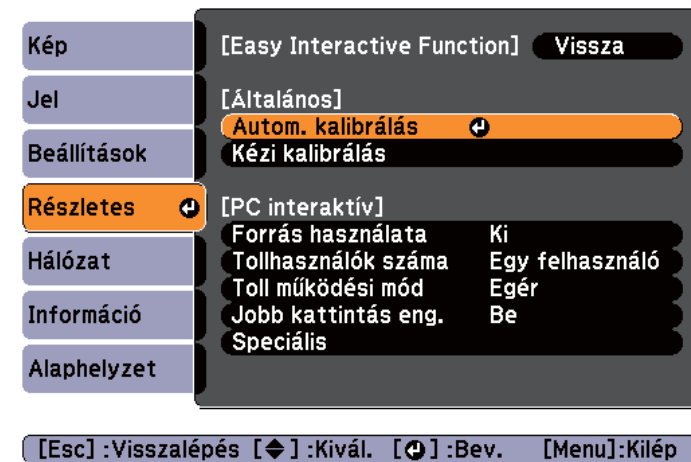 Kép
Jel
Beállítások
Részletes
Hálózat
Információ
Alaphelyzet
[Easy Interactive Function] Vissza
[Általános]
Autom. kalibrálás
Kézi kalibrálás
[PC interaktív]
Forrás használata Ki
Tollhasználók száma Egy felhasználó
Toll működési mód Egér
Jobb kattintás eng. Be
Speciális
[Esc] :Visszalépés [◆] :Kivál. [⏎] :Bev. [Menu]:Kilép